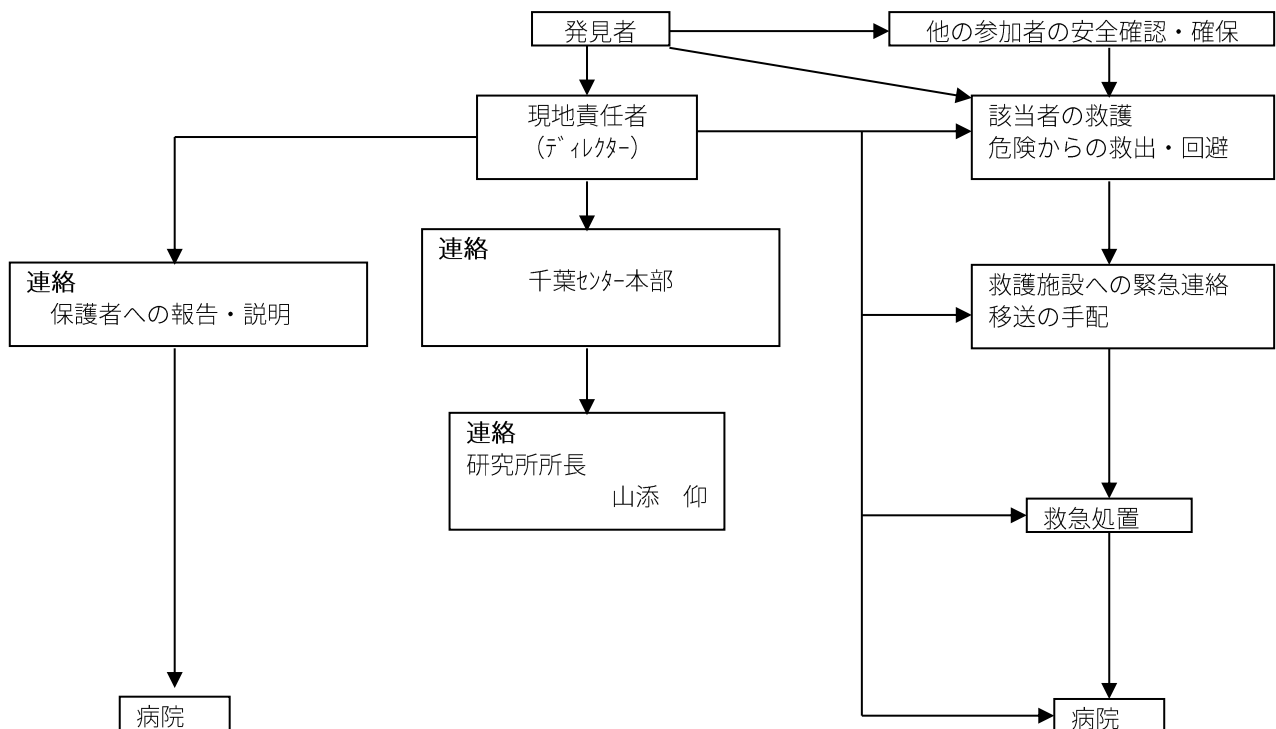 発見者
他の参加者の安全確認・確保
現地責任者
（ﾃﾞｨﾚｸﾀｰ）
該当者の救護
危険からの救出・回避
連絡
千葉ｾﾝﾀｰ本部
連絡
保護者への報告・説明
救護施設への緊急連絡
移送の手配
連絡
研究所所長
山添　仰
救急処置
病院
病院